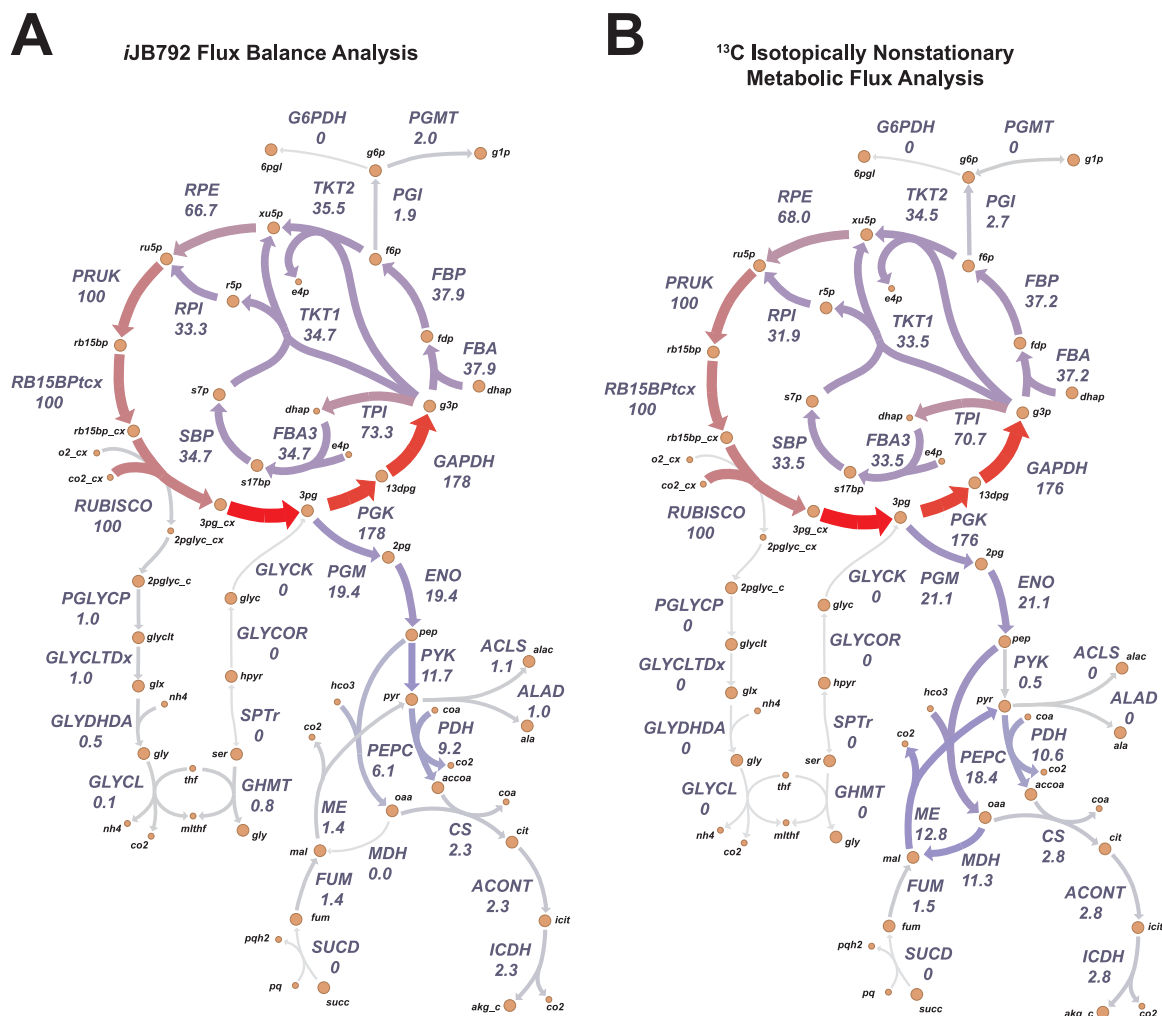 A
iJB792 Flux Balance Analysis
G6PDH
0
PGMT
2.0
6pgl
g6p
g1p
RPE
66.7
TKT2
35.5
PGI
1.9
xu5p
ru5p
f6p
PRUK
100
r5p
e4p
FBP
37.9
RPI
33.3
TKT1
34.7
rb15bp
fdp
FBA
37.9
RB15BPtcx
100
s7p
dhap
dhap
g3p
TPI
73.3
rb15bp_cx
SBP
34.7
FBA3
34.7
e4p
o2_cx
GAPDH
178
co2_cx
s17bp
13dpg
RUBISCO
100
3pg_cx
3pg
PGK
178
2pglyc_cx
2pg
GLYCK
0
PGM
19.4
ENO
19.4
2pglyc_c
PGLYCP
1.0
glyc
glyclt
GLYCOR
0
pep
GLYCLTDx
1.0
PYK
11.7
ACLS
1.1
alac
hpyr
glx
nh4
hco3
pyr
coa
ALAD
1.0
GLYDHDA
0.5
SPTr
0
co2
PDH
9.2
ala
gly
ser
PEPC
6.1
co2
GLYCL
0.1
thf
GHMT
0.8
accoa
oaa
coa
nh4
mlthf
gly
ME
1.4
CS
2.3
cit
co2
mal
MDH
0.0
FUM
1.4
ACONT
2.3
fum
icit
pqh2
SUCD
0
ICDH
2.3
pq
succ
akg_c
co2
B
13C Isotopically Nonstationary
Metabolic Flux Analysis
G6PDH
0
PGMT
0
6pgl
g6p
g1p
RPE
68.0
TKT2
34.5
PGI
2.7
xu5p
ru5p
f6p
PRUK
100
r5p
e4p
FBP
37.2
RPI
31.9
TKT1
33.5
rb15bp
fdp
FBA
37.2
RB15BPtcx
100
s7p
dhap
dhap
g3p
TPI
70.7
rb15bp_cx
SBP
33.5
FBA3
33.5
e4p
o2_cx
GAPDH
176
co2_cx
s17bp
13dpg
RUBISCO
100
3pg_cx
3pg
PGK
176
2pglyc_cx
2pg
GLYCK
0
PGM
21.1
ENO
21.1
2pglyc_c
PGLYCP
0
glyc
glyclt
GLYCOR
0
pep
GLYCLTDx
0
PYK
0.5
ACLS
0
alac
hpyr
glx
nh4
hco3
pyr
coa
ALAD
0
GLYDHDA
0
SPTr
0
co2
PDH
10.6
ala
gly
ser
PEPC
18.4
co2
GLYCL
0
thf
GHMT
0
accoa
oaa
coa
nh4
mlthf
gly
ME
12.8
CS
2.8
cit
co2
mal
MDH
11.3
FUM
1.5
ACONT
2.8
fum
icit
pqh2
SUCD
0
ICDH
2.8
pq
succ
akg_c
co2